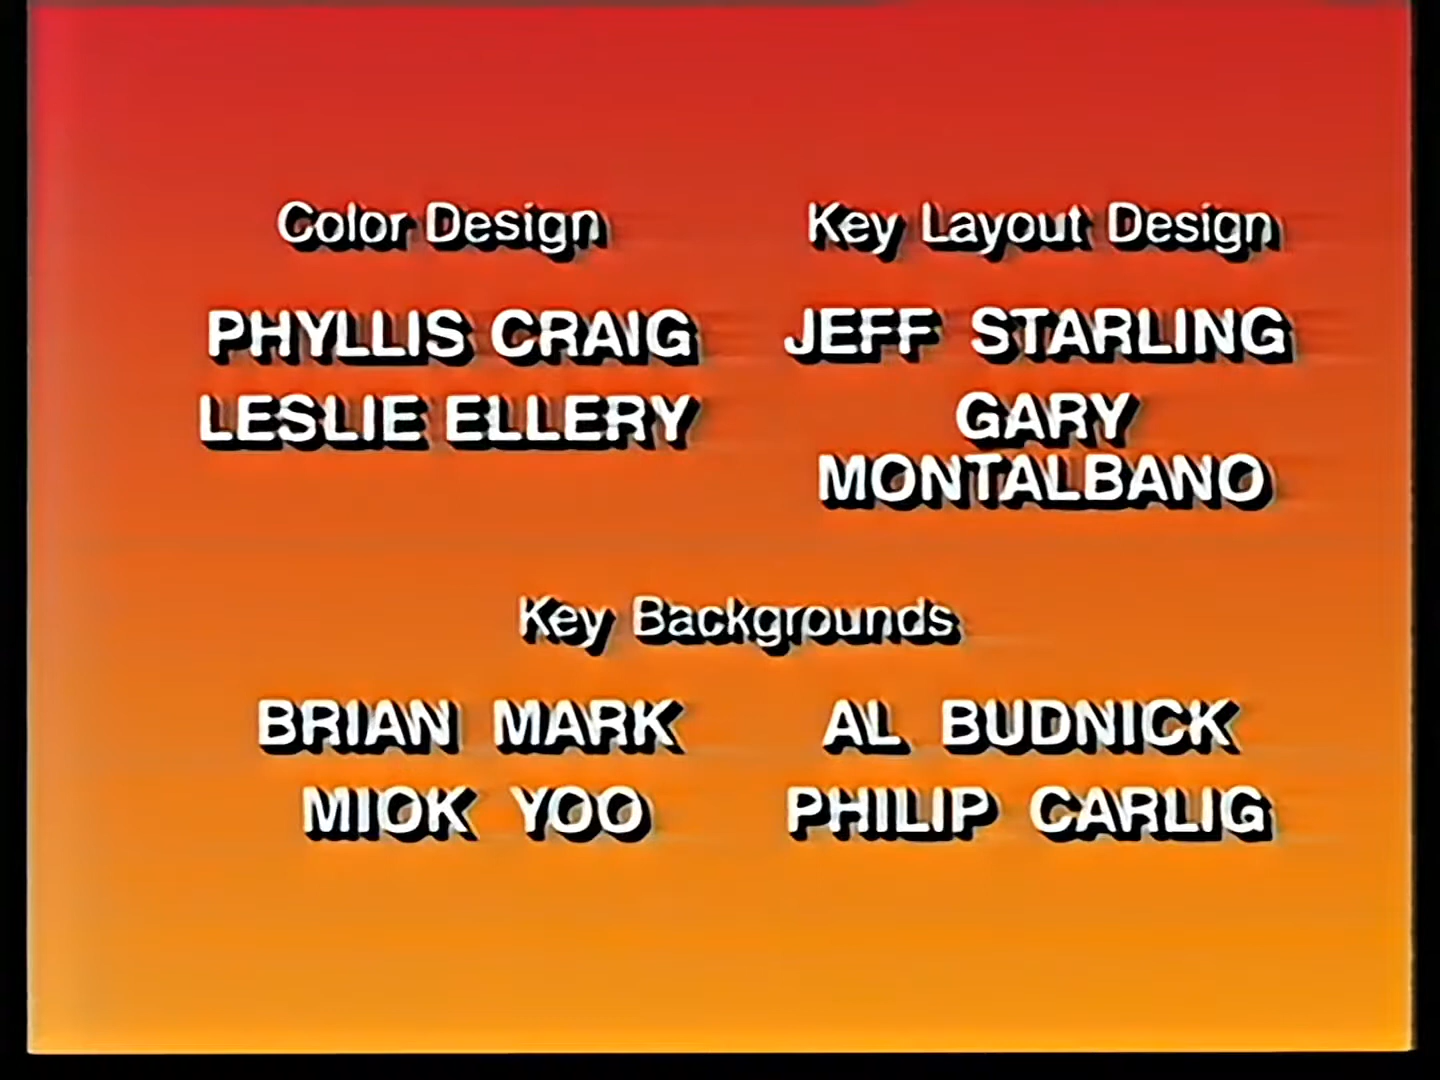 Color Design
PHYLLIS CRAIG
LESLIE ELLERY
Key Layout Design
JEFF STARLING
GARY
MONTALBANO
Key Backgrounds
BRIAN MARK
MIOK YOO
AL BUDNICK
PHILIP CARLIG